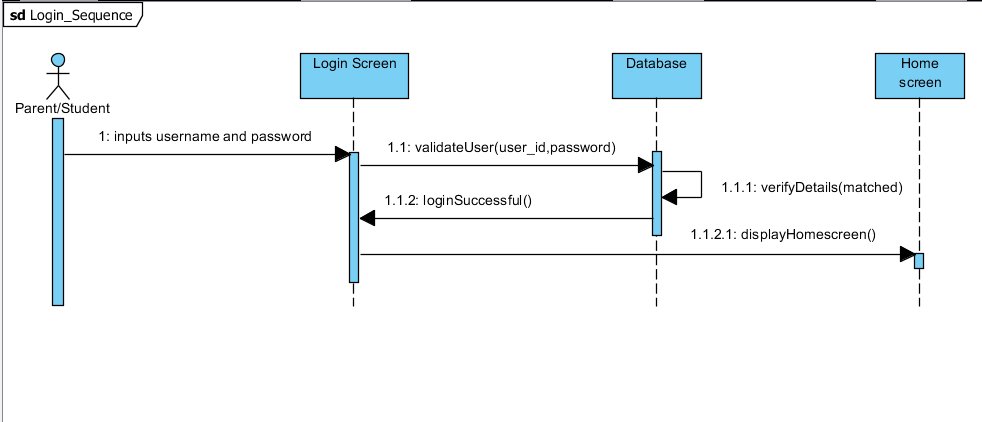 sd Login_Sequence
Parent/Student
Login Screen
Database
Home
screen
1: inputs username and password
1.1: validateUser(user_id,password)
1.1.1: verifyDetails(matched)
1.1.2: loginSuccessful()
1.1.2.1: displayHomescreen()